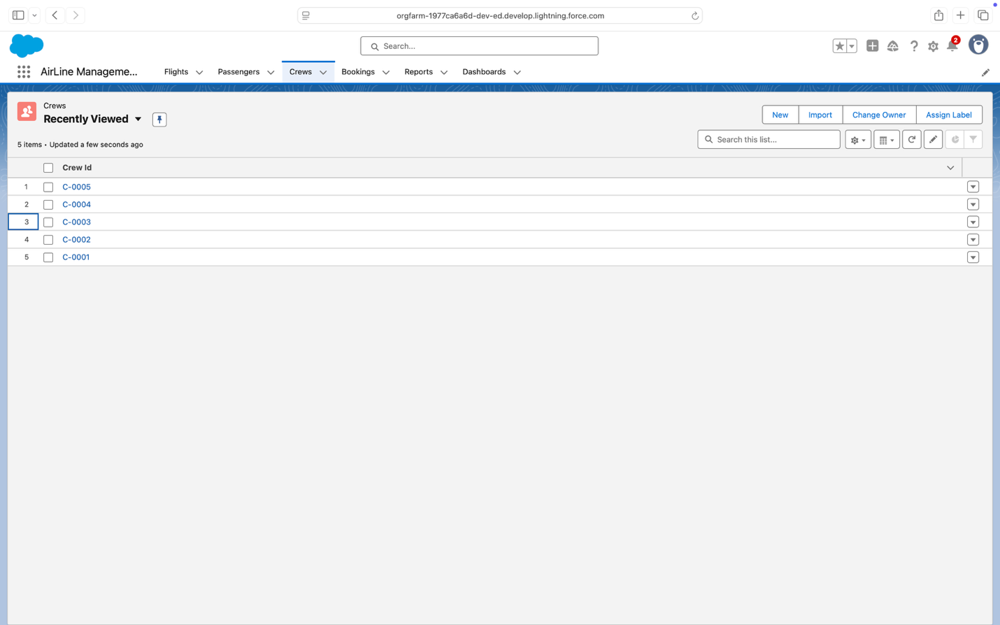 orgfarm-1977ca6a6d-dev-ed.develop.lightning.force.com
Search...
2
AirLine Manageme...
Flights
Passengers
Crews
Bookings
Reports
Dashboards
Crews
Recently Viewed
New
Import
Change Owner
Assign Label
5 items • Updated a few seconds ago
Search this list...
Crew Id
1 C-0005
2 C-0004
3 C-0003
4 C-0002
5 C-0001